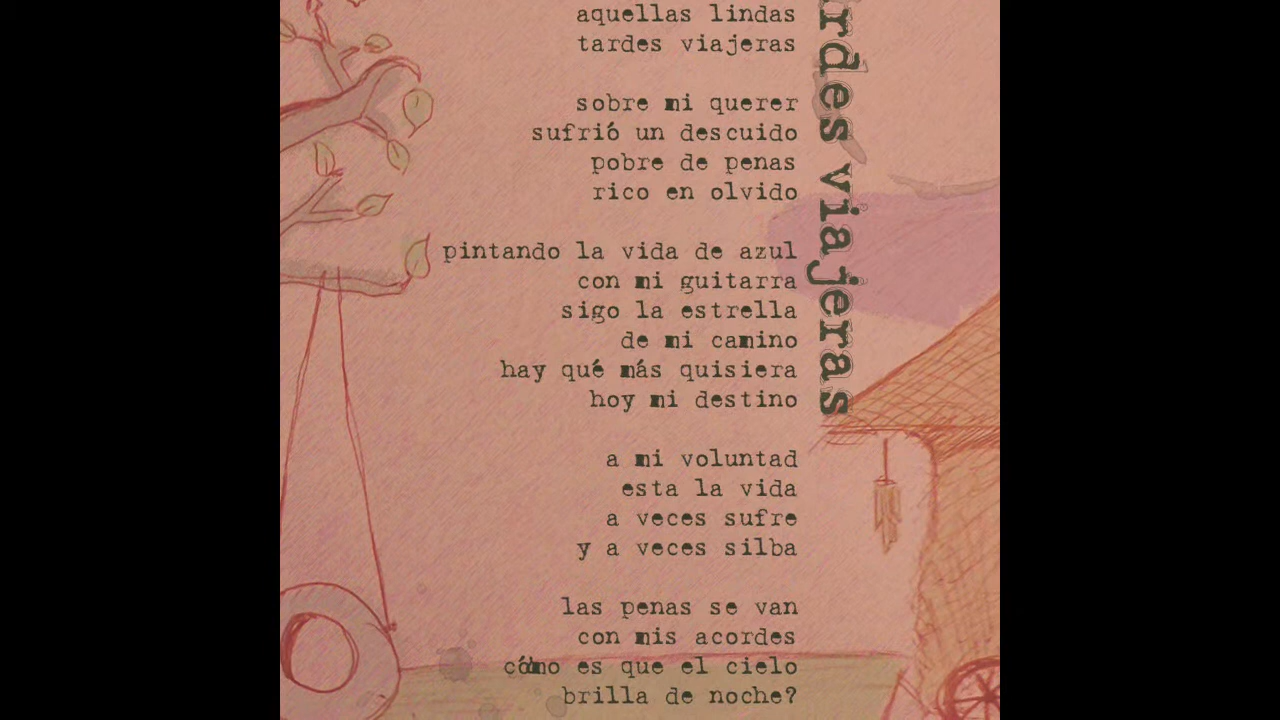 aquellas lindas
tardes viajeras
sobre mi querer
sufrió un descuido
pobre de penas
rico en olvido
pintando la vida de azul
con mi guitarra
sigo la estrella
de mi camino
hay qué más quisiera
hoy mi destino
a mi voluntad
esta la vida
a veces sufre
y a veces silba
las penas se van
con mis acordes
cómo es que el cielo
brilla de noche?
viajeras